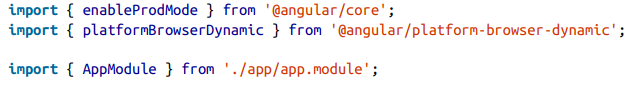 import { enableProdMode } from '@angular/core';
import { platformBrowserDynamic } from '@angular/platform-browser-dynamic';
import { AppModule } from './app/app.module';